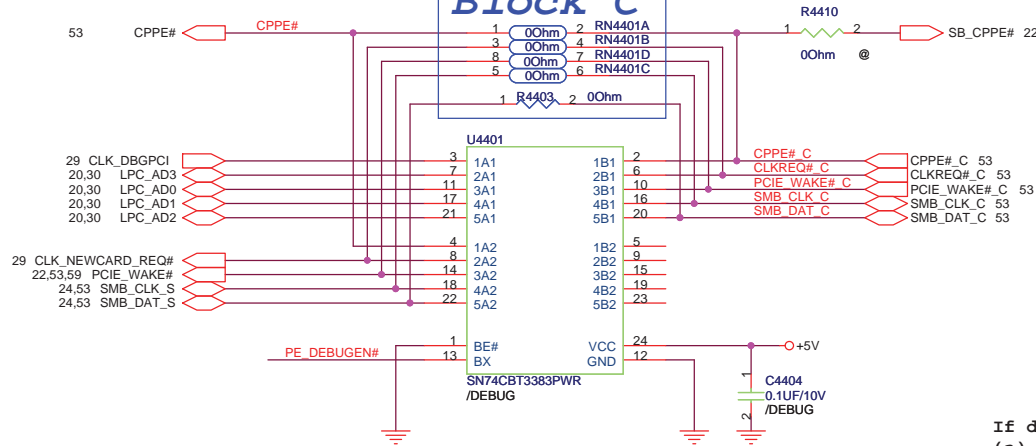 Block C
53 CPPE# CPPE# 1 0Ohm 2 RN4401A
3 0Ohm 4 RN4401B
8 0Ohm 7 RN4401D
5 0Ohm 6 RN4401C
1 R4403 2 0Ohm
R4410
1 2 SB_CPPE# 22
0Ohm @
U4401
29 CLK_DBGPCI 3 1A1 1B1 2 CPPE#_C CPPE#_C 53
20,30 LPC_AD3 7 2A1 2B1 6 CLKREQ#_C CLKREQ#_C 53
20,30 LPC_AD0 11 3A1 3B1 10 PCIE_WAKE#_C PCIE_WAKE#_C 53
20,30 LPC_AD1 17 4A1 4B1 16 SMB_CLK_C SMB_CLK_C 53
20,30 LPC_AD2 21 5A1 5B1 20 SMB_DAT_C SMB_DAT_C 53
4 1A2 1B2 5
29 CLK_NEWCARD_REQ# 8 2A2 2B2 9
22,53,59 PCIE_WAKE# 14 3A2 3B2 15
24,53 SMB_CLK_S 18 4A2 4B2 19
24,53 SMB_DAT_S 22 5A2 5B2 23
1 BE# VCC 24 +5V
PE_DEBUGEN# 13 BX GND 12
SN74CBT3383PWR
/DEBUG
1
C4404
0.1UF/10V
/DEBUG
2
If d